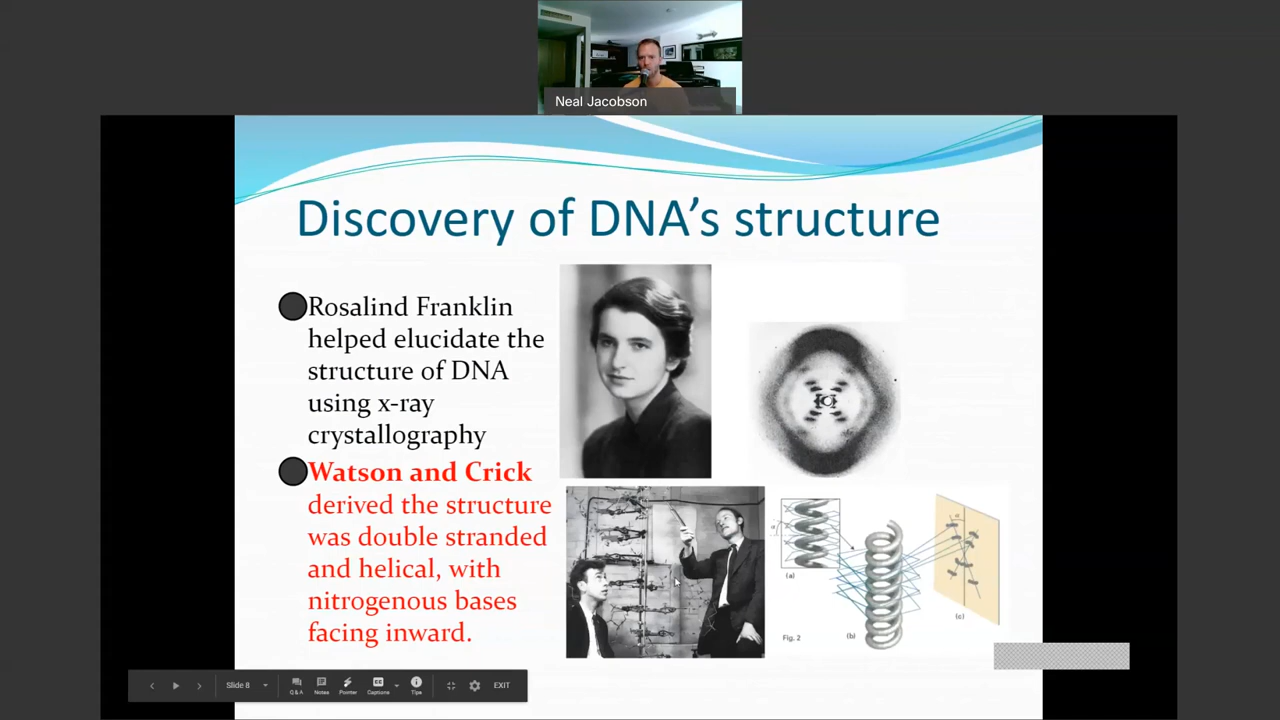 Neal Jacobson
Discovery of DNA's structure
Rosalind Franklin
helped elucidate the
structure of DNA
using x-ray
crystallography
Watson and Crick
derived the structure
was double stranded
and helical, with
nitrogenous bases
facing inward.
α
α
(a)
(b)
(c)
Fig. 2
Slide 8
Q & A
Notes
Pointer
Captions
Tips
EXIT